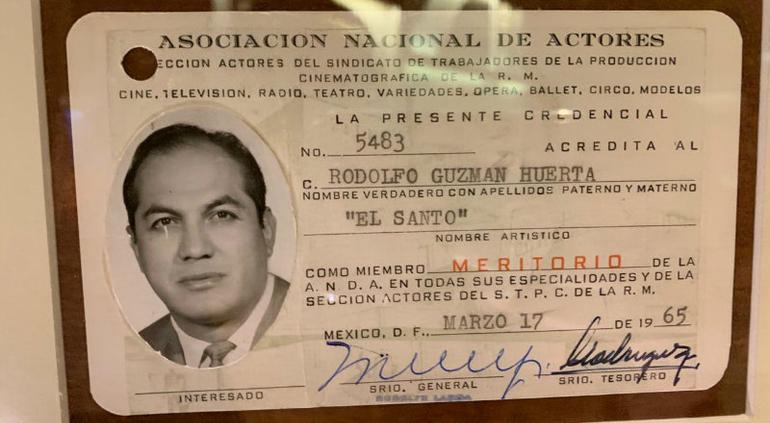 ASOCIACION NACIONAL DE ACTORES
ECCION ACTORES DEL SINDICATO DE TRABAJADORES DE LA PRODUCCION
CINEMATOGRAFICA DE LA R. M.
CINE, TELEVISION, RADIO, TEATRO, VARIEDADES, OPERA, BALLET, CIRCO, MODELOS
LA PRESENTE CREDENCIAL
No. 5483 ACREDITA AL
C. RODOLFO GUZMAN HUERTA
NOMBRE VERDADERO CON APELLIDOS PATERNO Y MATERNO
"EL SANTO"
NOMBRE ARTISTICO
COMO MIEMBRO MERITORIO DE LA
A. N. D. A. EN TODAS SUS ESPECIALIDADES Y DE LA
SECCION ACTORES DEL S. T. P. C. DE LA R. M.
MEXICO, D. F., MARZO 17 DE 19 65
SRIO. GENERAL SRIO. TESORERO
INTERESADO